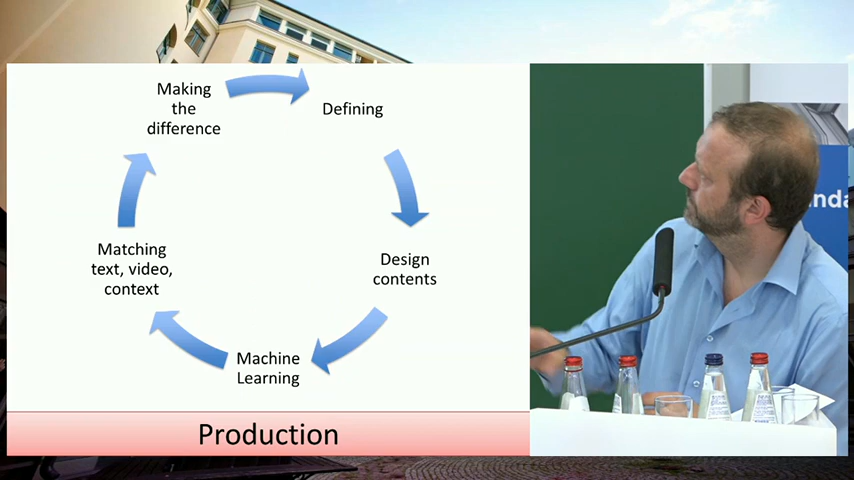 Making
the
difference
Defining
Design
contents
Machine
Learning
Matching
text, video,
context
Production